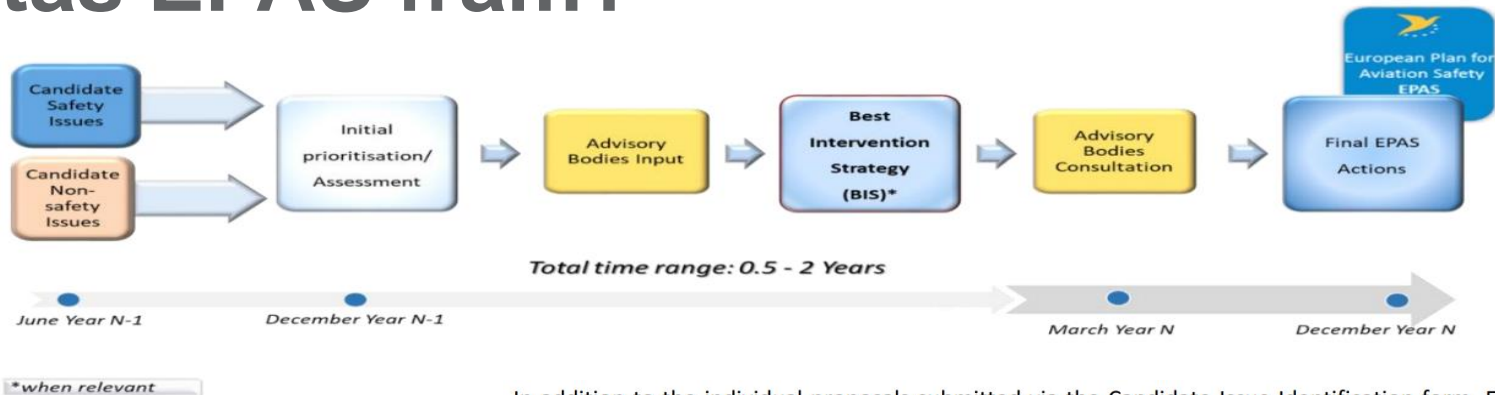 European Plan for
Aviation Safety
EPAS
Candidate
Safety
Issues
Candidate
Non-
safety
Issues
Initial
prioritisation/
Assessment
Advisory
Bodies Input
Best
Intervention
Strategy
(BIS)*
Advisory
Bodies
Consultation
Final EPAS
Actions
Total time range: 0.5 - 2 Years
June Year N-1
December Year N-1
March Year N
December Year N
*when relevant